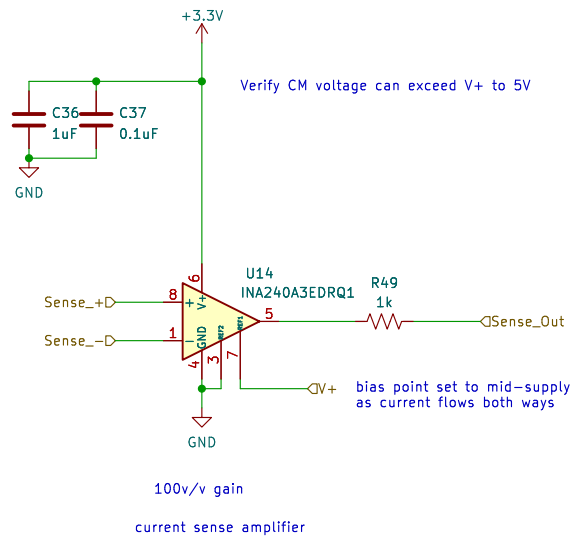 +3.3V
Verify CM voltage can exceed V+ to 5V
C36
1uF
C37
0.1uF
GND
U14
INA240A3EDRQ1
6
V+
Sense_+
8
+
R49
1k
5
Sense_Out
Sense_-
1
-
GND
REF2
REF1
4
3
7
V+
bias point set to mid-supply
as current flows both ways
GND
100v/v gain
current sense amplifier